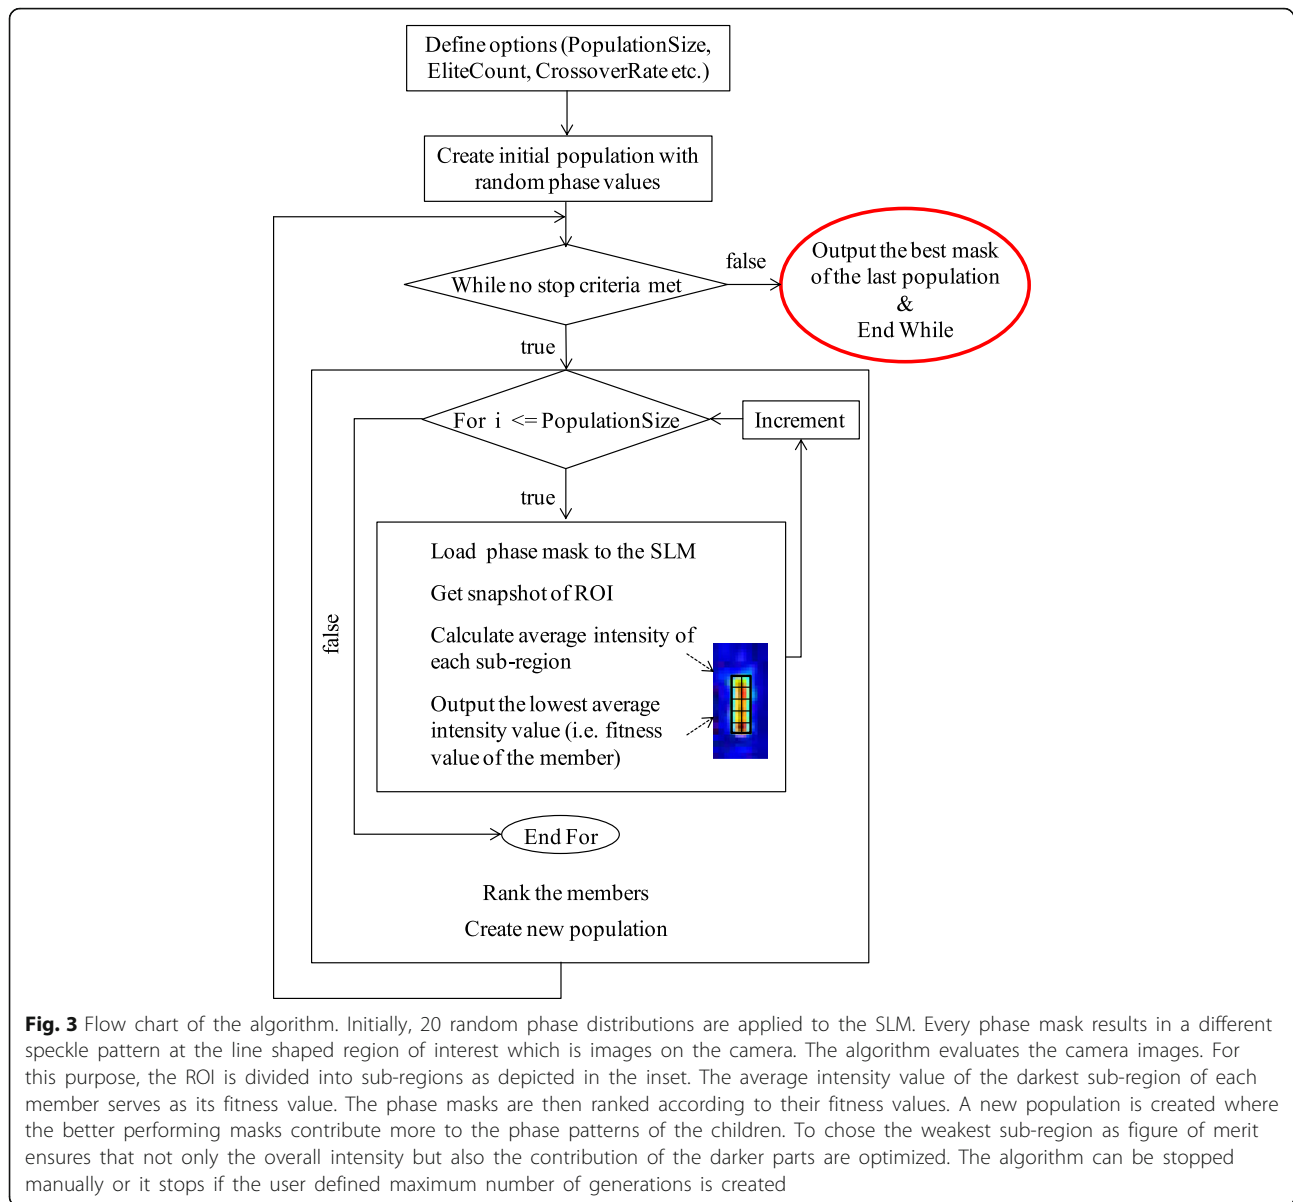 Define options (PopulationSize,
EliteCount, CrossoverRate etc.)
Create initial population with
random phase values
While no stop criteria met
false
Output the best mask
of the last population
&
End While
true
For i <= PopulationSize
Increment
true
false
Load phase mask to the SLM
Get snapshot of ROI
Calculate average intensity of
each sub-region
Output the lowest average
intensity value (i.e. fitness
value of the member)
End For
Rank the members
Create new population
Fig. 3 Flow chart of the algorithm. Initially, 20 random phase distributions are applied to the SLM. Every phase mask results in a different
speckle pattern at the line shaped region of interest which is images on the camera. The algorithm evaluates the camera images. For
this purpose, the ROI is divided into sub-regions as depicted in the inset. The average intensity value of the darkest sub-region of each
member serves as its fitness value. The phase masks are then ranked according to their fitness values. A new population is created where
the better performing masks contribute more to the phase patterns of the children. To chose the weakest sub-region as figure of merit
ensures that not only the overall intensity but also the contribution of the darker parts are optimized. The algorithm can be stopped
manually or it stops if the user defined maximum number of generations is created